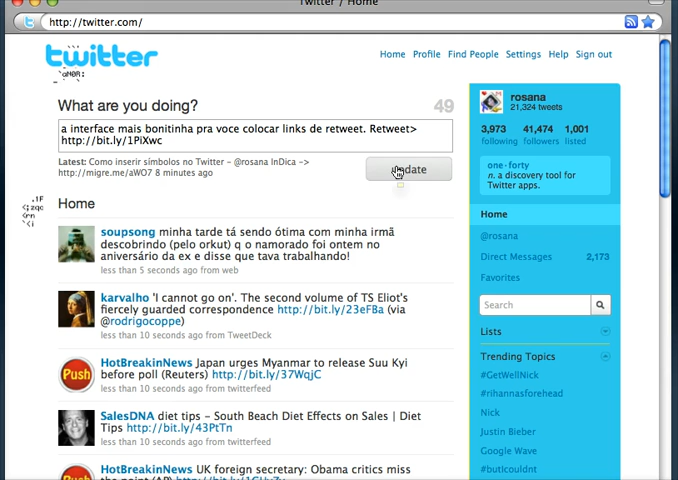 Twitter / Home
http://twitter.com/
twitter
Home Profile Find People Settings Help Sign out
What are you doing?
49
a interface mais bonitinha pra voce colocar links de retweet. Retweet>
http://bit.ly/1PiXwc
Latest: Como inserir símbolos no Twitter - @rosana InDica ->
http://migre.me/aWO7 8 minutes ago
update
Home
soupsong minha tarde tá sendo ótima com minha irmã
descobrindo (pelo orkut) q o namorado foi ontem no
aniversário da ex e disse que tava trabalhando!
less than 5 seconds ago from web
karvalho 'I cannot go on'. The second volume of TS Eliot's
fiercely guarded correspondence http://bit.ly/23eFBa (via
@rodrigocoppe)
less than 10 seconds ago from TweetDeck
Push
HotBreakinNews Japan urges Myanmar to release Suu Kyi
before poll (Reuters) http://bit.ly/37WqjC
less than 10 seconds ago from twitterfeed
SalesDNA diet tips - South Beach Diet Effects on Sales | Diet
Tips http://bit.ly/43PtTn
less than 10 seconds ago from twitterfeed
HotBreakinNews UK foreign secretary: Obama critics miss
rosana
21,324 tweets
3,973 41,474 1,001
following followers listed
one·forty
n. a discovery tool for
Twitter apps.
Home
@rosana
Direct Messages 2,173
Favorites
Search
Lists
Trending Topics
#GetWellNick
#rihannasforehead
Nick
Justin Bieber
Google Wave
#buticouldnt